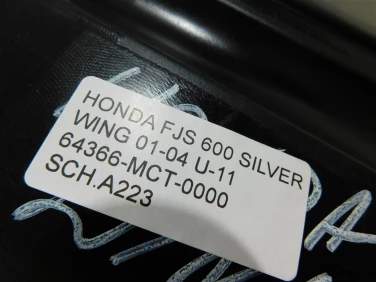 HONDA FJS 600 SILVER
WING 01-04 U-11
64366-MCT-0000
SCH.A223